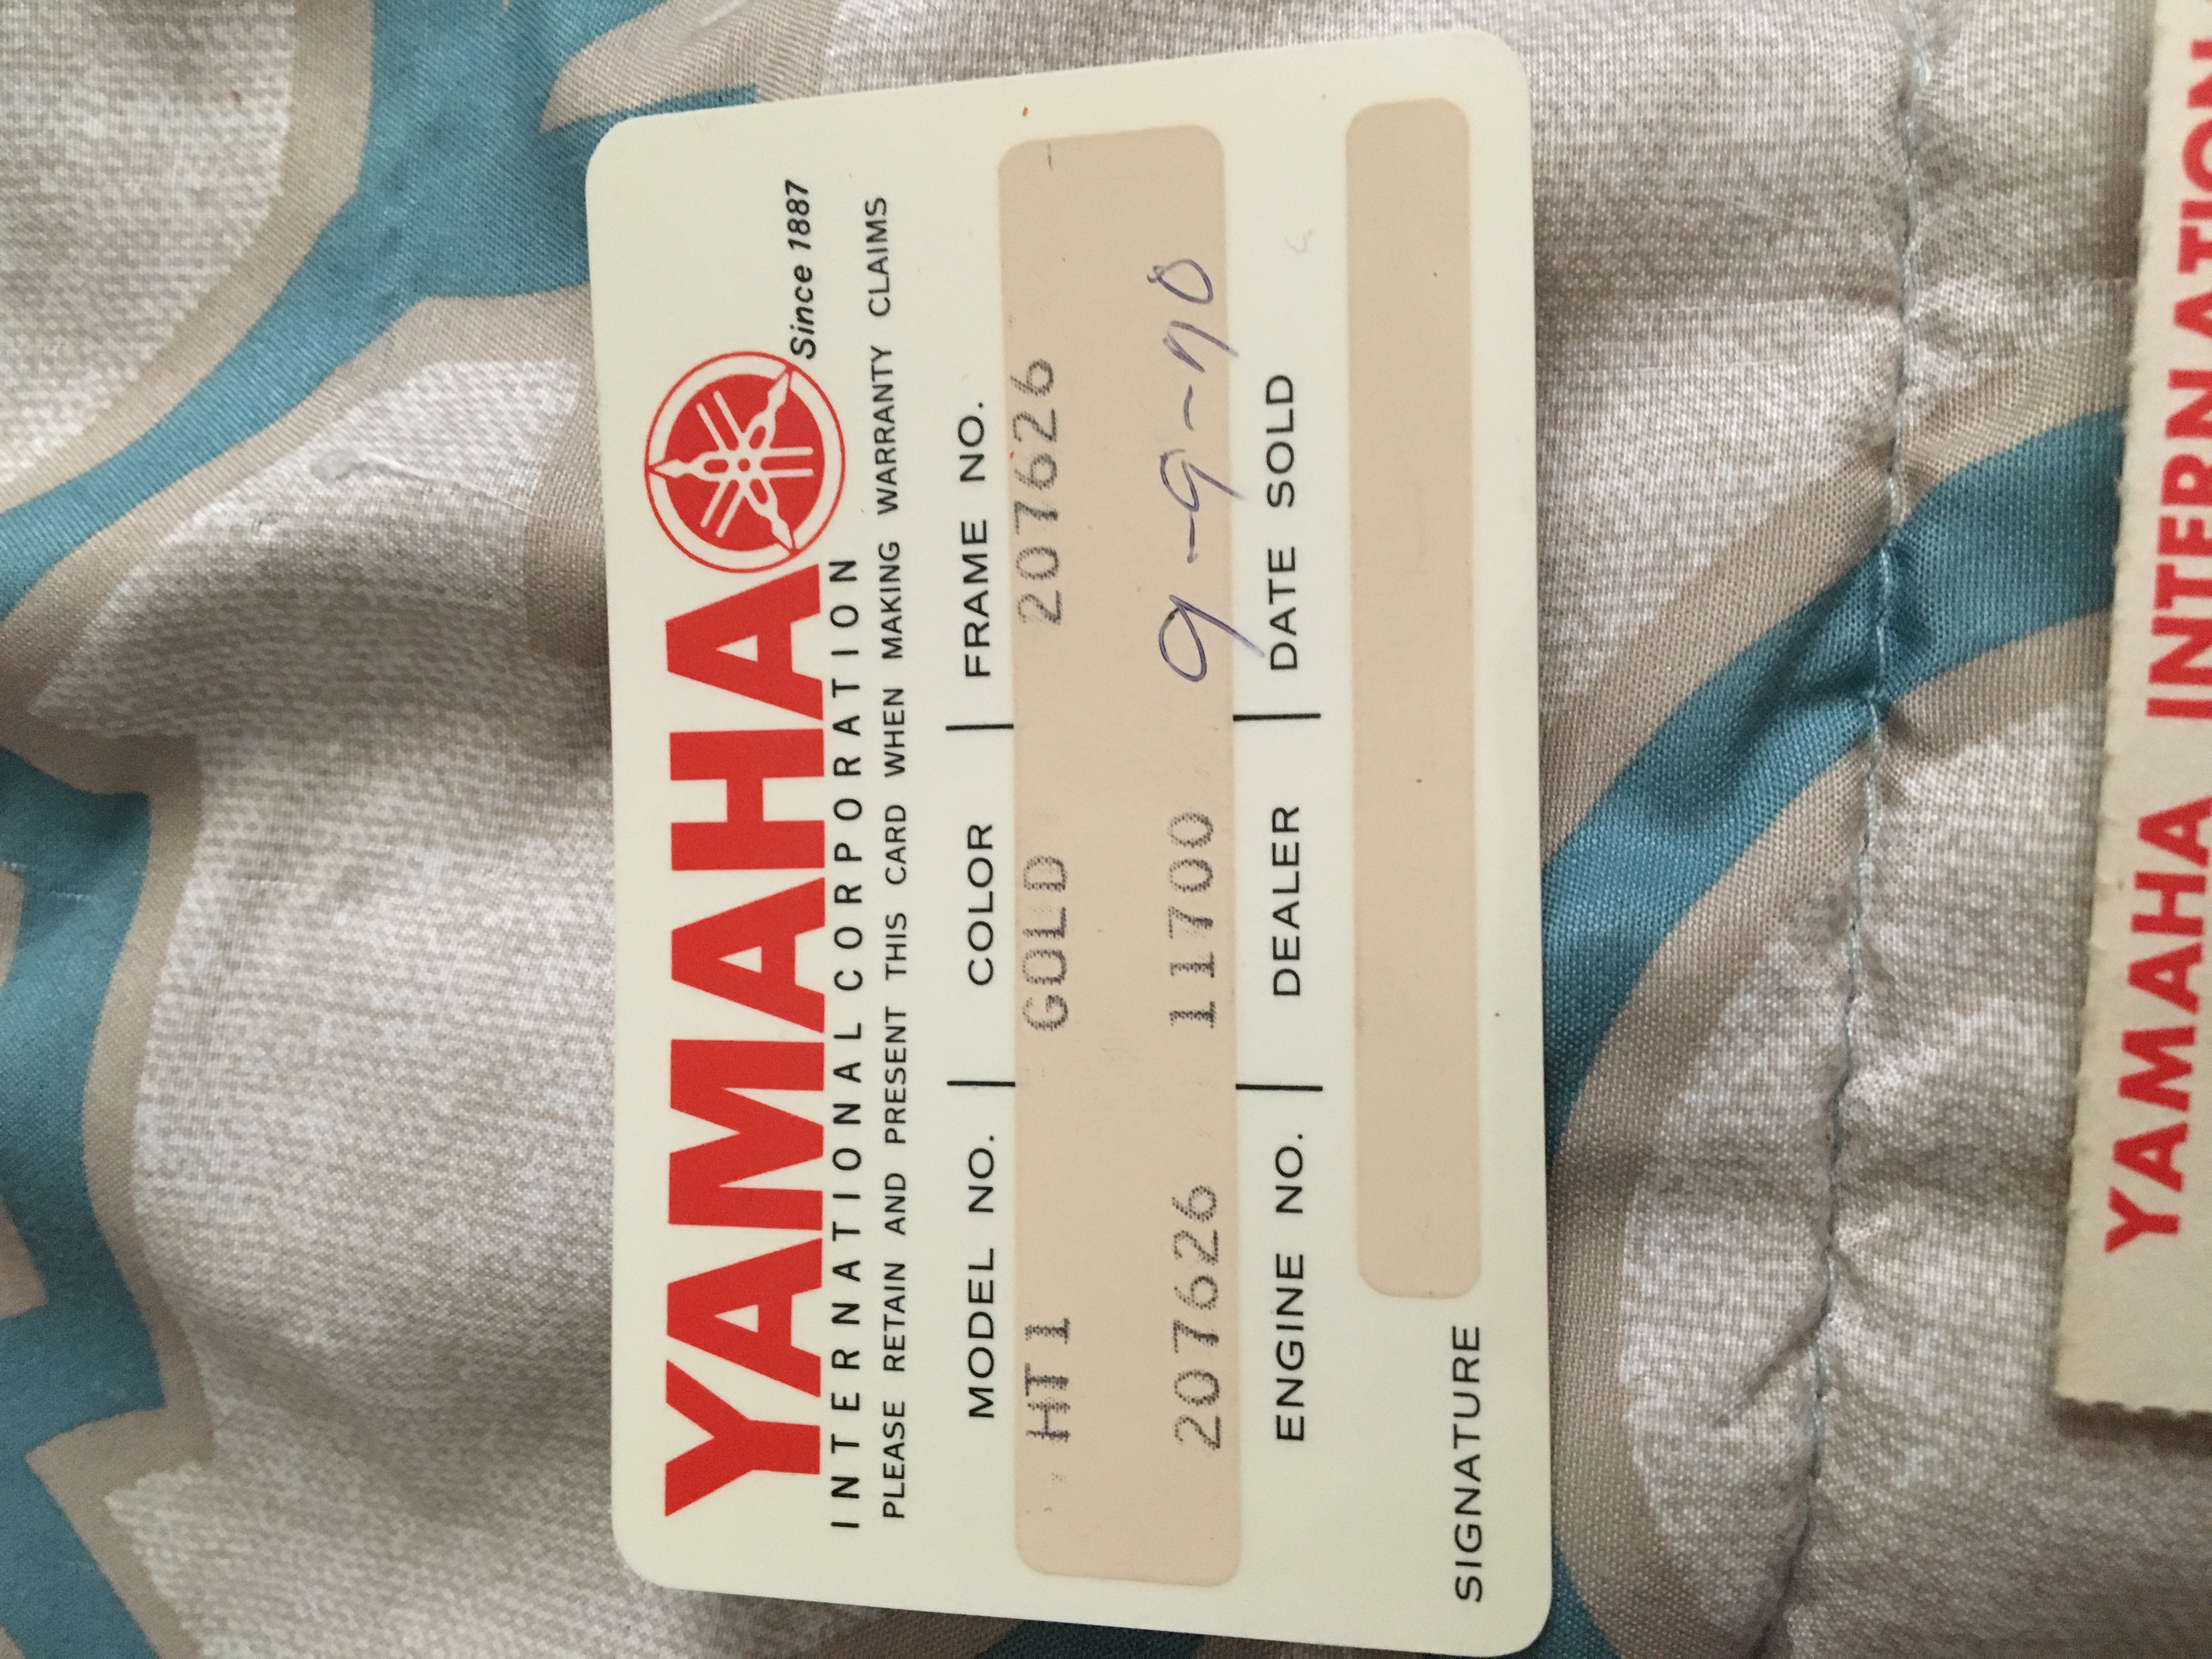 YAMAHA
Since 1887
INTERNATIONAL CORPORATION
PLEASE RETAIN AND PRESENT THIS CARD WHEN MAKING WARRANTY CLAIMS
MODEL NO. | COLOR | FRAME NO.
HT1 GOLD 207626
207626 11700 9-9-70
ENGINE NO. | DEALER | DATE SOLD
SIGNATURE
YAMAHA INTERNATION